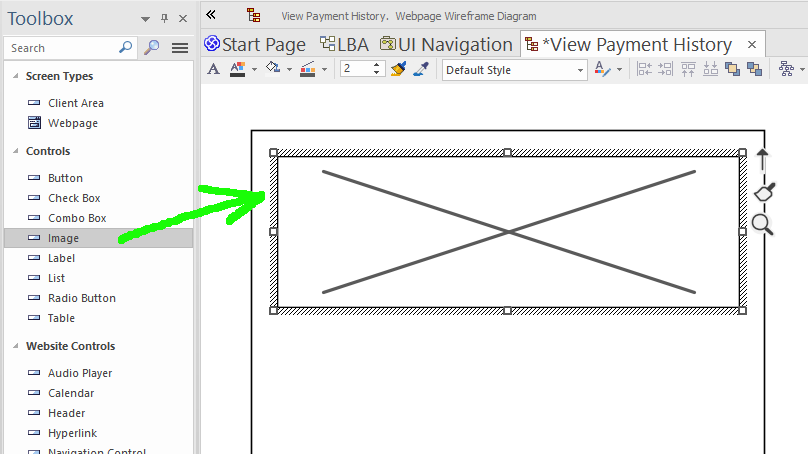 Toolbox
View Payment History. Webpage Wireframe Diagram
Start Page
LBA
UI Navigation
*View Payment History
Search
2
Default Style
Screen Types
Client Area
Webpage
Controls
Button
Check Box
Combo Box
Image
Label
List
Radio Button
Table
Website Controls
Audio Player
Calendar
Header
Hyperlink
Navigation Control